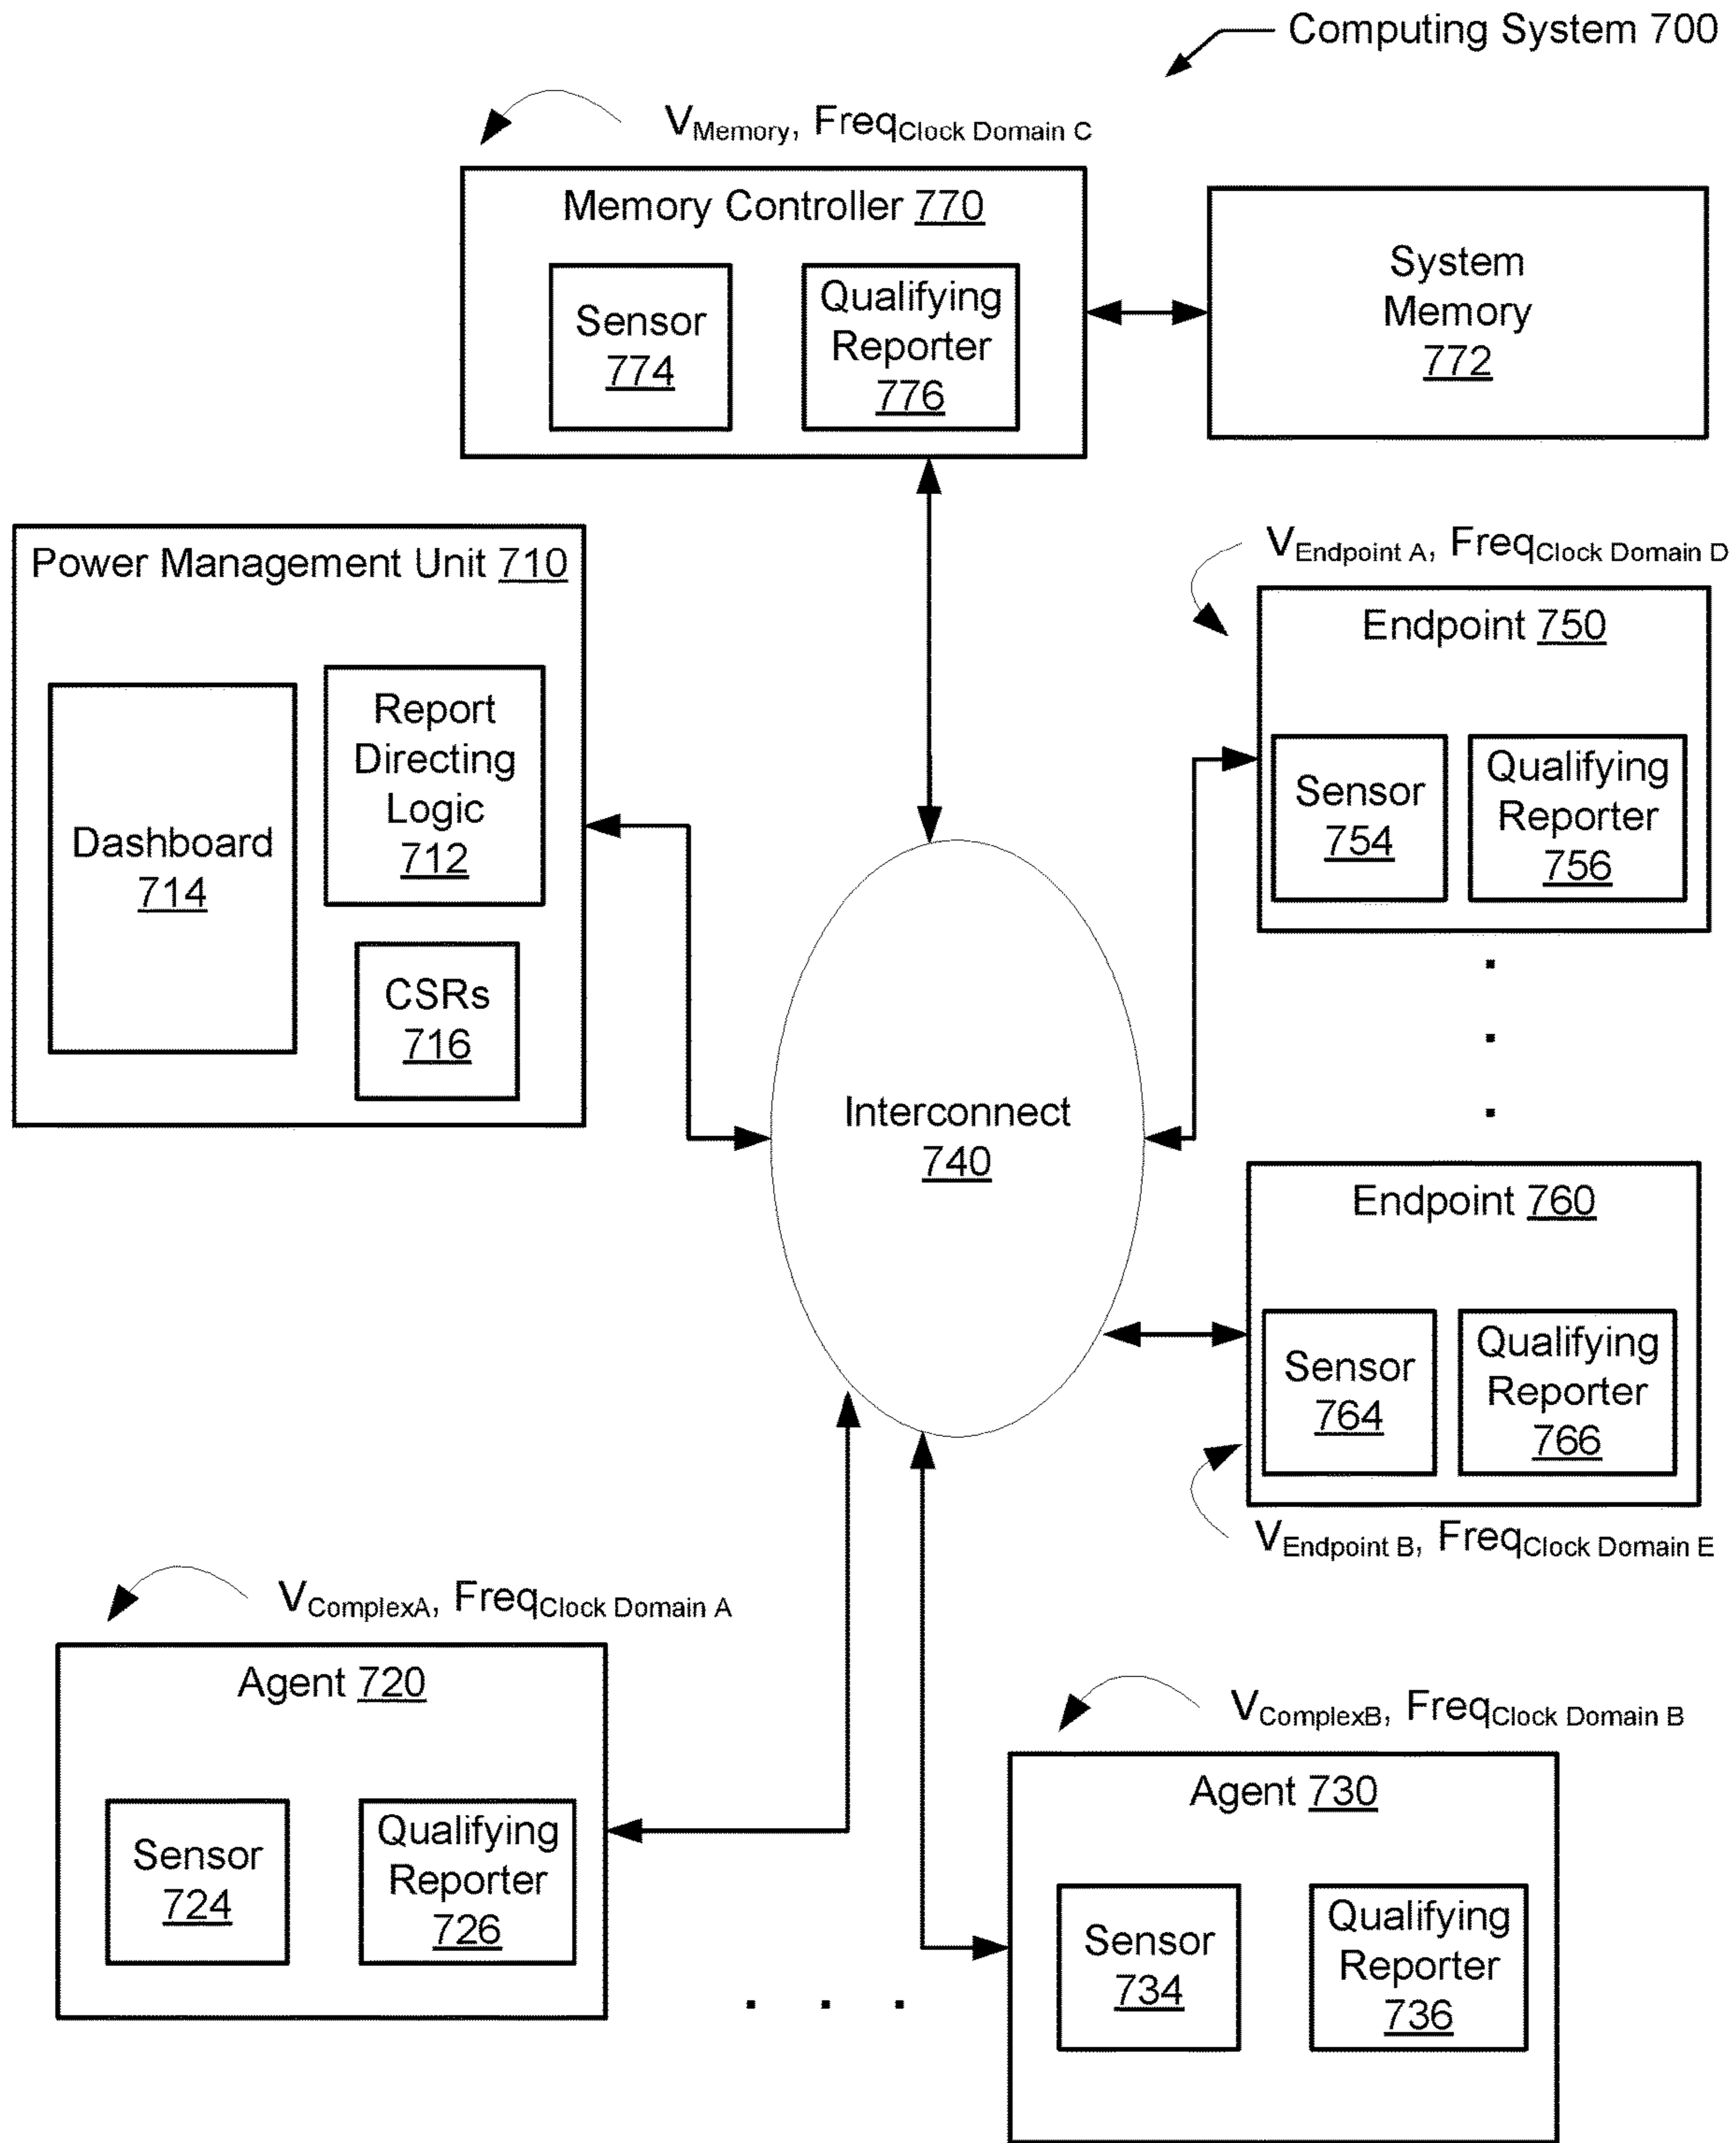 Computing System 700
VMemory, FreqClock Domain C
Memory Controller 770
Sensor
774
Qualifying
Reporter
776
System
Memory
772
Power Management Unit 710
Dashboard
714
Report
Directing
Logic
712
CSRs
716
VEndpoint A, FreqClock Domain D
Endpoint 750
Sensor
754
Qualifying
Reporter
756
.
.
.
Interconnect
740
Endpoint 760
Sensor
764
Qualifying
Reporter
766
VEndpoint B, FreqClock Domain E
VComplexA, FreqClock Domain A
Agent 720
Sensor
724
Qualifying
Reporter
726
. . .
VComplexB, FreqClock Domain B
Agent 730
Sensor
734
Qualifying
Reporter
736